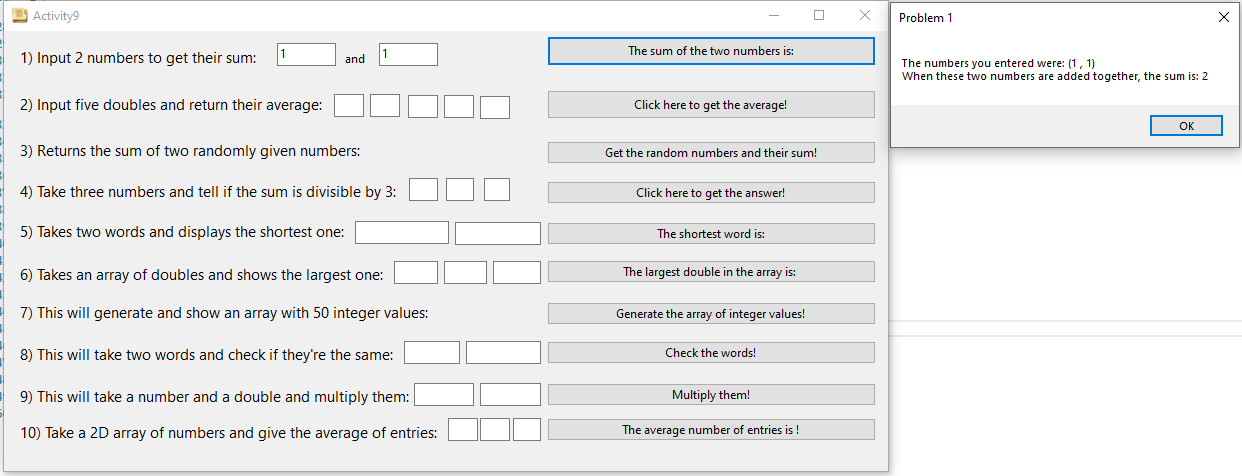 Activity9
1) Input 2 numbers to get their sum: 1 and 1 The sum of the two numbers is:
2) Input five doubles and return their average: Click here to get the average!
3) Returns the sum of two randomly given numbers: Get the random numbers and their sum!
4) Take three numbers and tell if the sum is divisible by 3: Click here to get the answer!
5) Takes two words and displays the shortest one: The shortest word is:
6) Takes an array of doubles and shows the largest one: The largest double in the array is:
7) This will generate and show an array with 50 integer values: Generate the array of integer values!
8) This will take two words and check if they're the same: Check the words!
9) This will take a number and a double and multiply them: Multiply them!
10) Take a 2D array of numbers and give the average of entries: The average number of entries is !
Problem 1
The numbers you entered were: (1 , 1)
When these two numbers are added together, the sum is: 2
OK